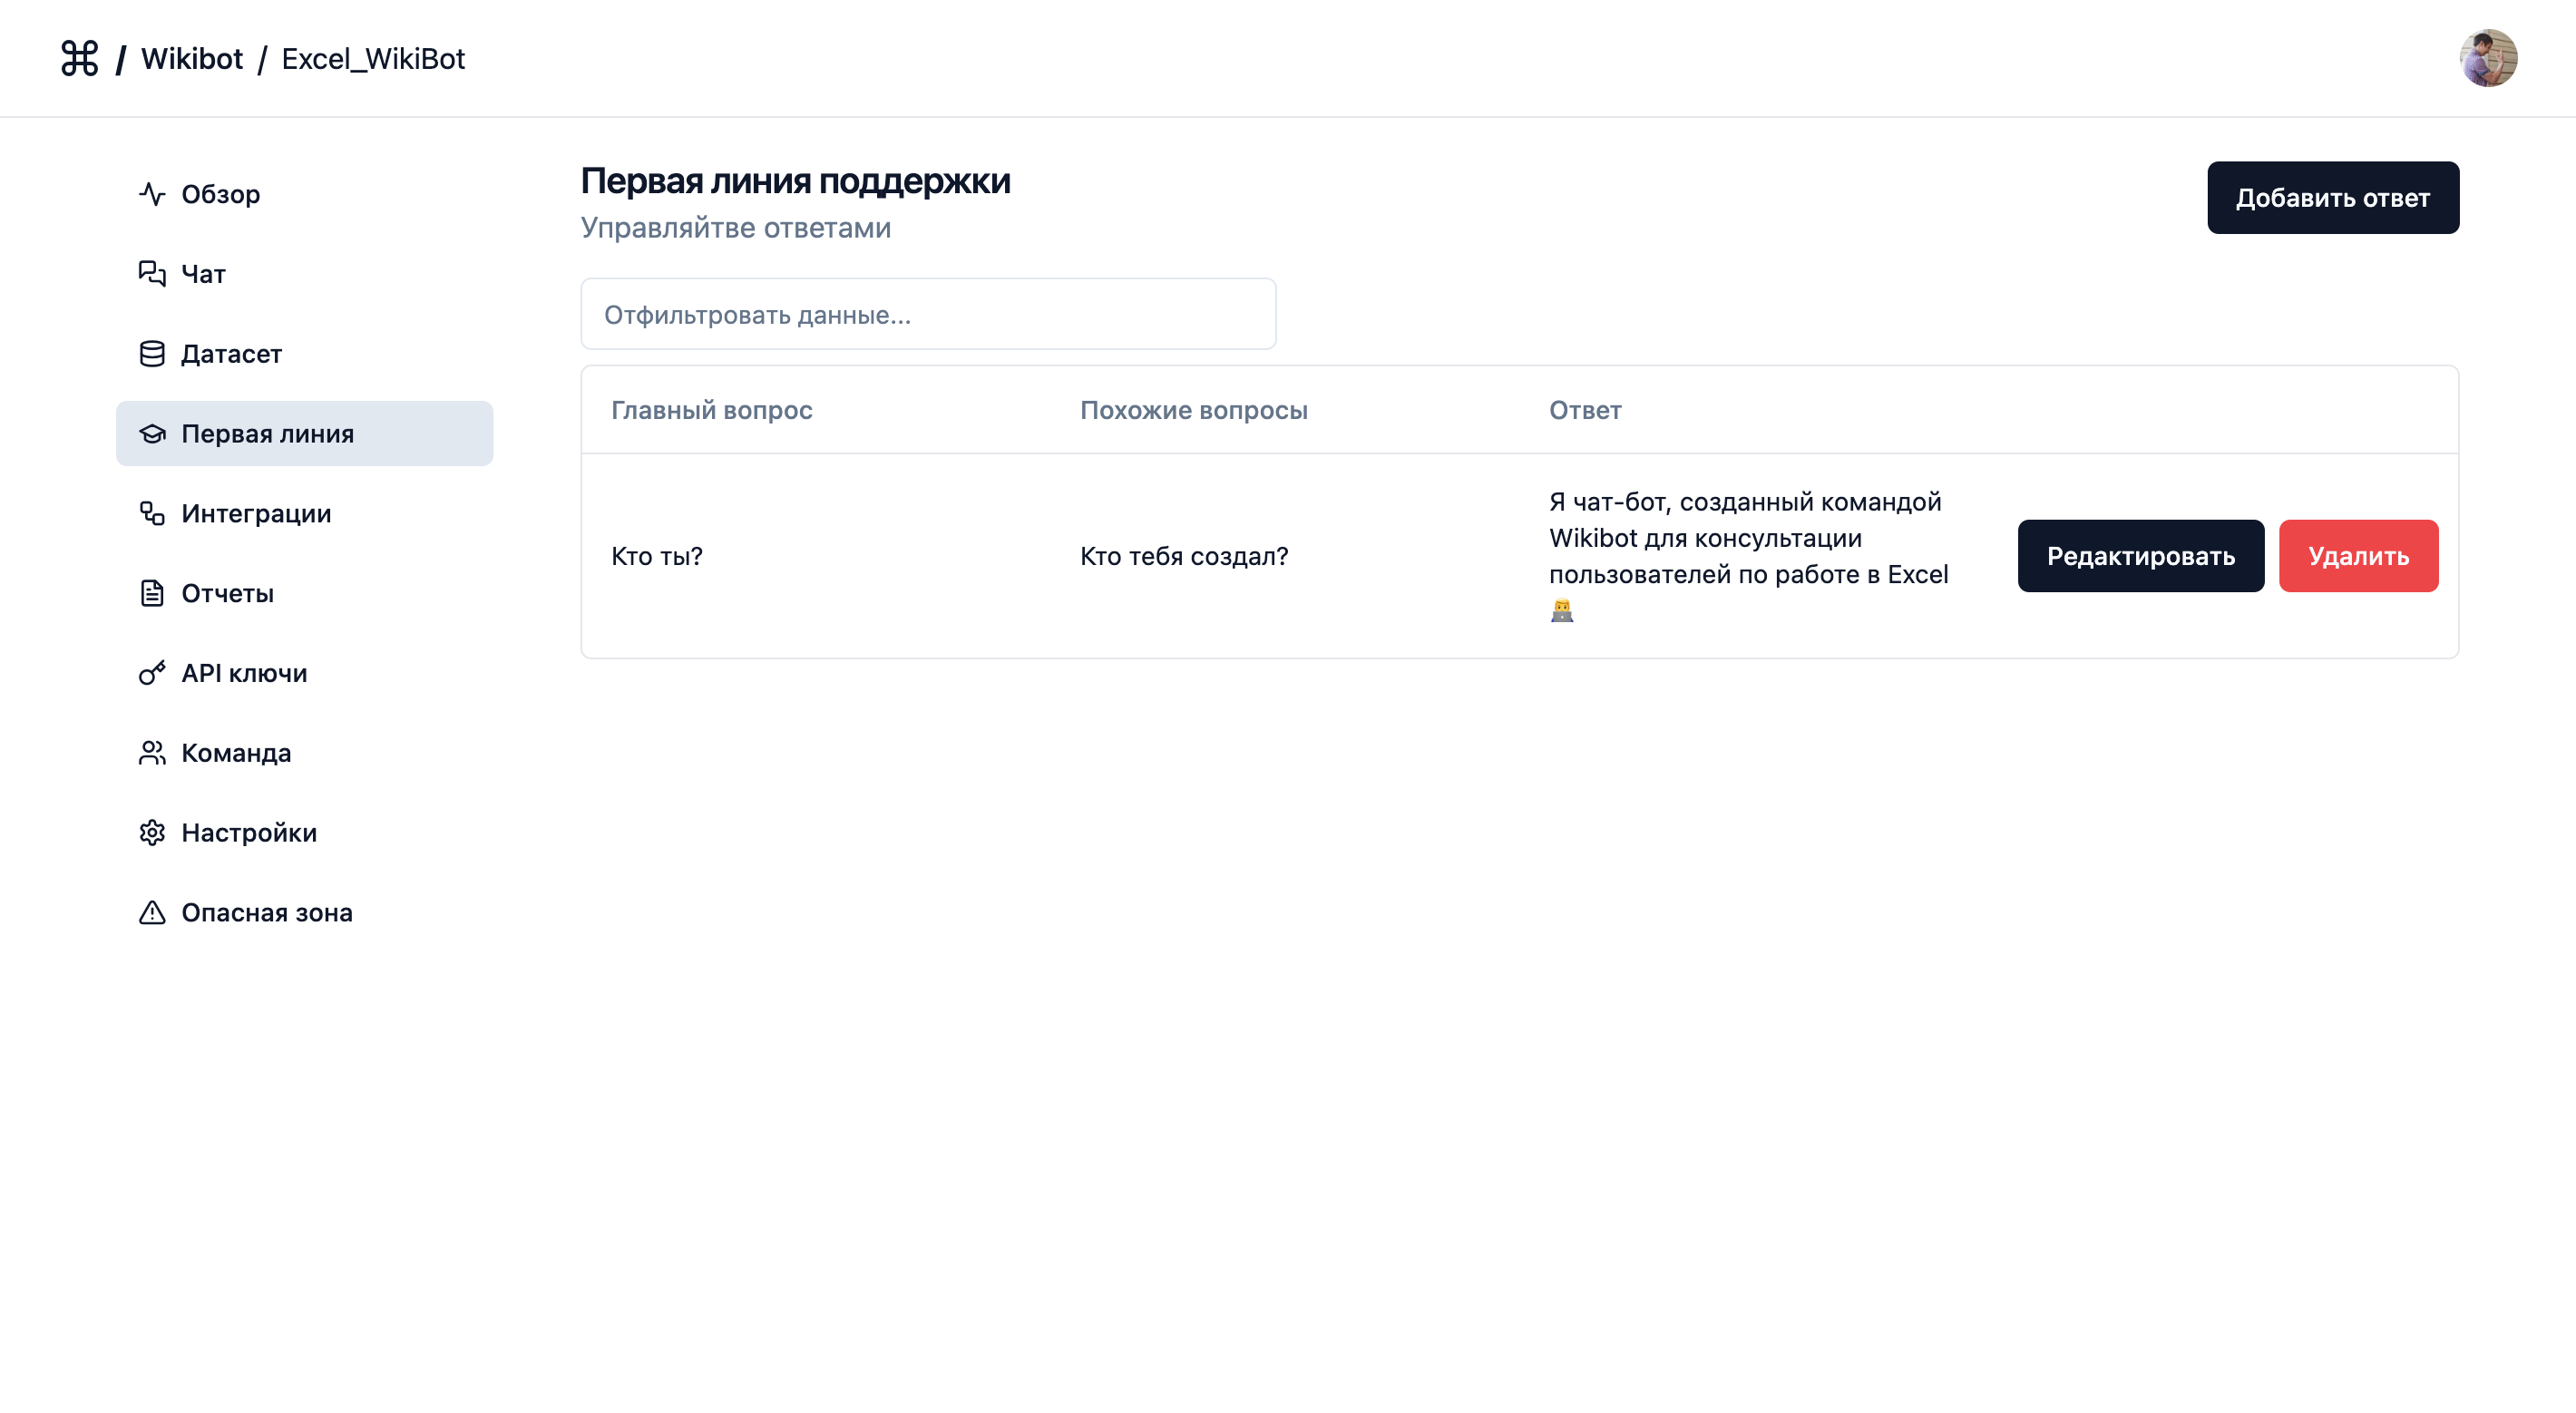 ⌘ / Wikibot / Excel_WikiBot
Обзор
Чат
Датасет
Первая линия
Интеграции
Отчеты
API ключи
Команда
Настройки
Опасная зона
Первая линия поддержки
Управляйтве ответами
Добавить ответ
Отфильтровать данные...
Главный вопрос
Похожие вопросы
Ответ
Кто ты?
Кто тебя создал?
Я чат-бот, созданный командой
Wikibot для консультации
пользователей по работе в Excel
👨‍💻
Редактировать
Удалить